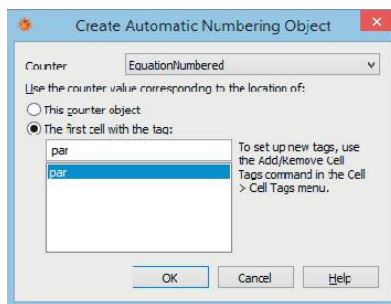 Create Automatic Numbering Object
Counter EquationNumbered
Use the counter value corresponding to the location of:
This counter object
The first cell with the tag:
par
par
To set up new tags, use
the Add/Remove Cell
Tags command in the Cell
> Cell Tags menu.
OK Cancel Help